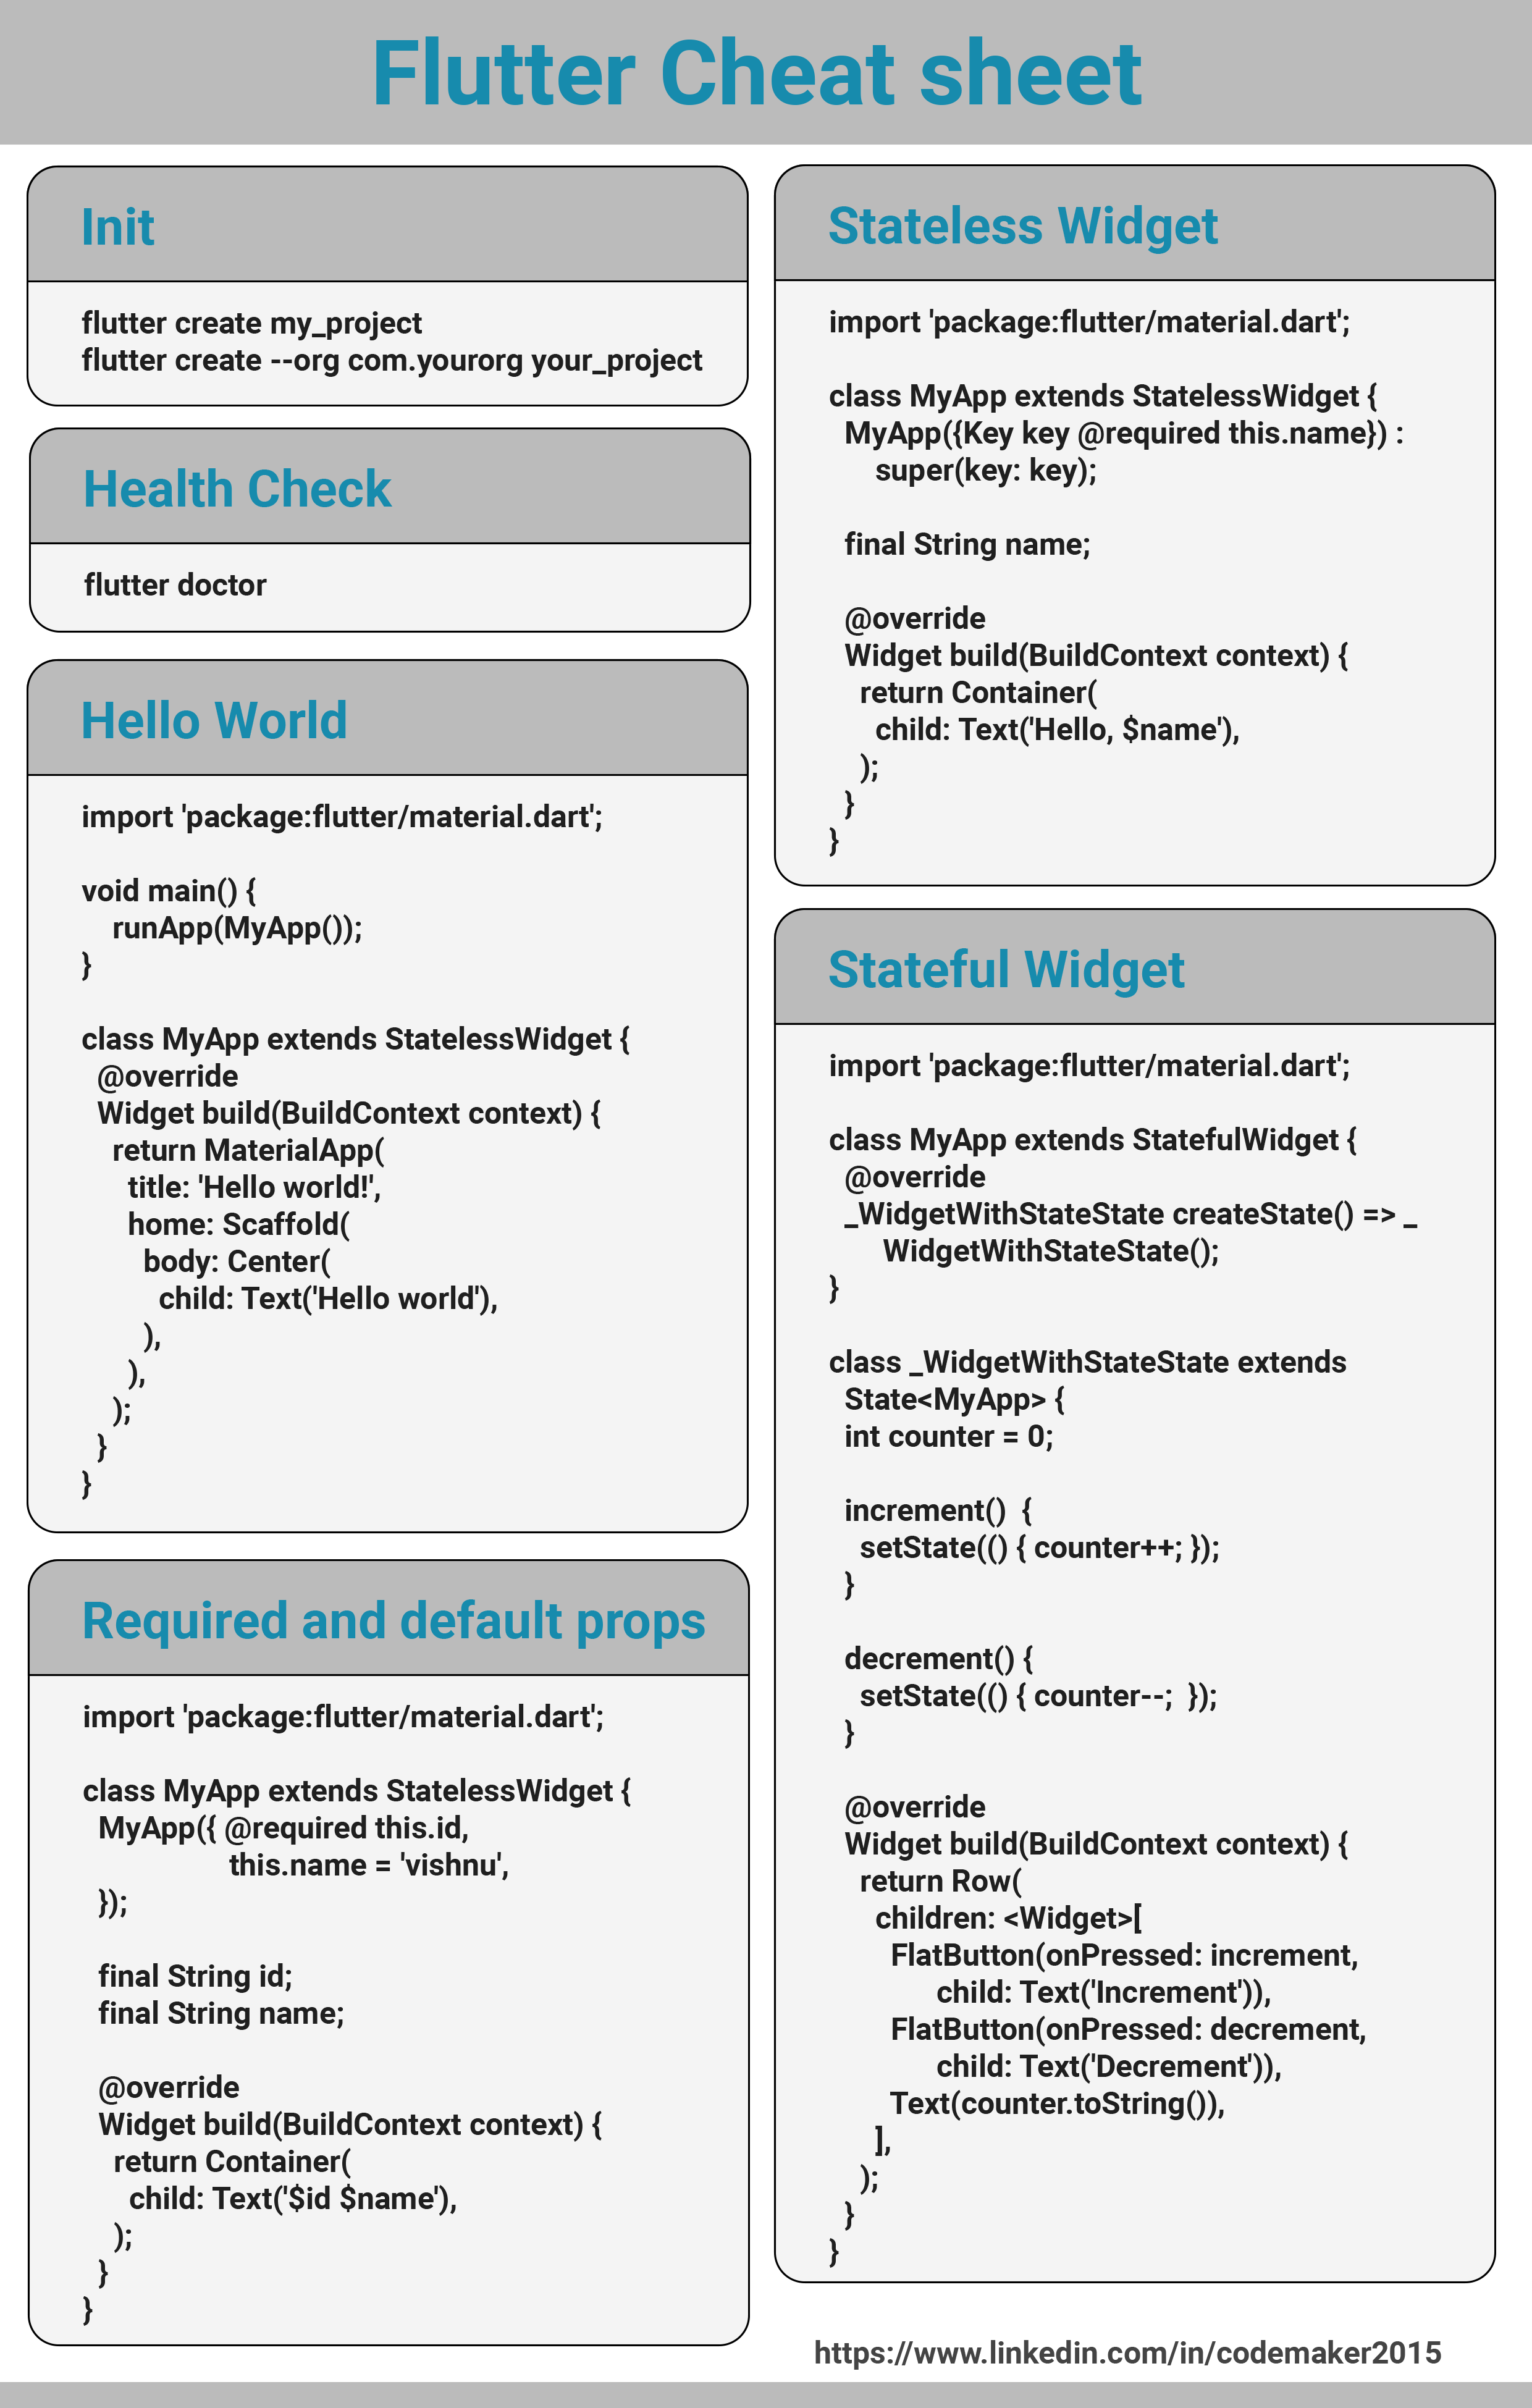 Flutter Cheat sheet
Init
flutter create my_project
flutter create --org com.yourorg your_project
Health Check
flutter doctor
Hello World
import 'package:flutter/material.dart';
void main() {
runApp(MyApp());
}
class MyApp extends StatelessWidget {
@override
Widget build(BuildContext context) {
return MaterialApp(
title: 'Hello world!',
home: Scaffold(
body: Center(
child: Text('Hello world'),
),
),
);
}
}
Required and default props
import 'package:flutter/material.dart';
class MyApp extends StatelessWidget {
MyApp({ @required this.id,
this.name = 'vishnu',
});
final String id;
final String name;
@override
Widget build(BuildContext context) {
return Container(
child: Text('$id $name'),
);
}
}
Stateless Widget
import 'package:flutter/material.dart';
class MyApp extends StatelessWidget {
MyApp({Key key @required this.name}) :
super(key: key);
final String name;
@override
Widget build(BuildContext context) {
return Container(
child: Text('Hello, $name'),
);
}
}
Stateful Widget
import 'package:flutter/material.dart';
class MyApp extends StatefulWidget {
@override
_WidgetWithStateState createState() => _
WidgetWithStateState();
}
class _WidgetWithStateState extends
State<MyApp> {
int counter = 0;
increment()  {
setState(() { counter++; });
}
decrement() {
setState(() { counter--;  });
}
@override
Widget build(BuildContext context) {
return Row(
children: <Widget>[
FlatButton(onPressed: increment,
child: Text('Increment')),
FlatButton(onPressed: decrement,
child: Text('Decrement')),
Text(counter.toString()),
],
);
}
}
https://www.linkedin.com/in/codemaker2015